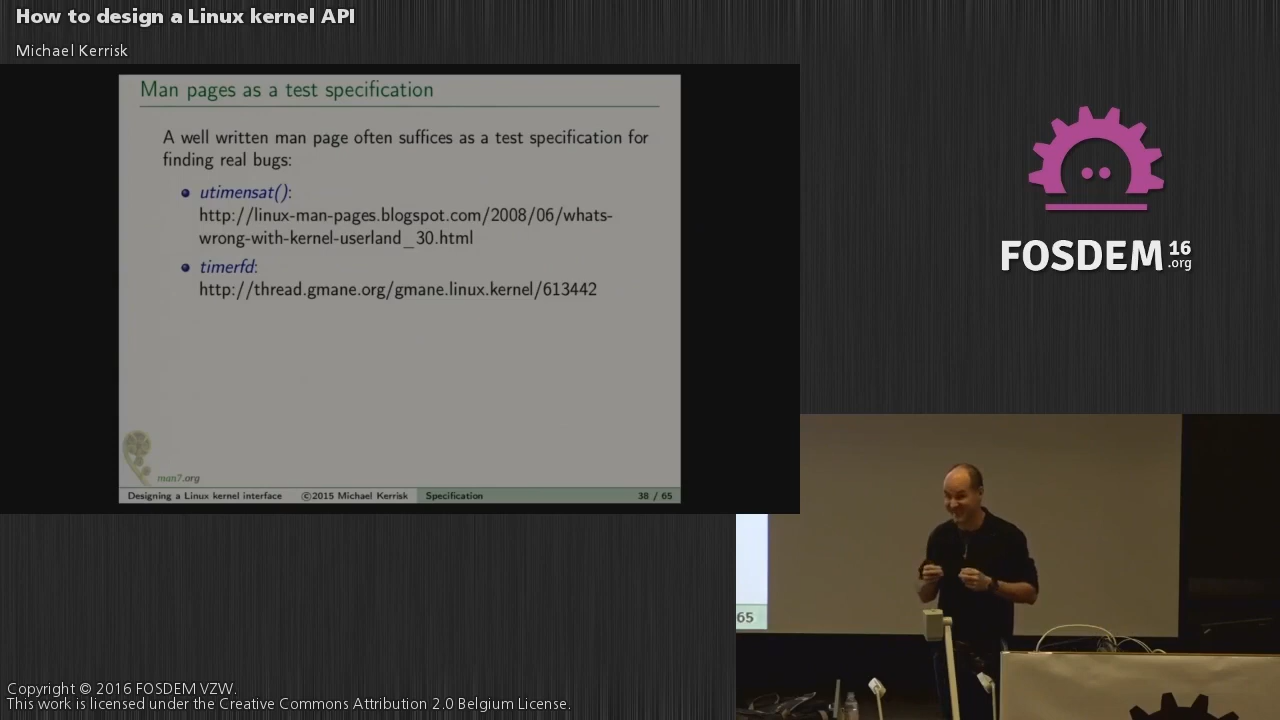 How to design a Linux kernel API
Michael Kerrisk
Man pages as a test specification
A well written man page often suffices as a test specification for
finding real bugs:
utimensat():
http://linux-man-pages.blogspot.com/2008/06/whats-
wrong-with-kernel-userland_30.html
timerfd:
http://thread.gmane.org/gmane.linux.kernel/613442
man7.org
Designing a Linux kernel interface ©2015 Michael Kerrisk Specification 38 / 65
FOSDEM 16
.org
65
Copyright © 2016 FOSDEM VZW.
This work is licensed under the Creative Commons Attribution 2.0 Belgium License.